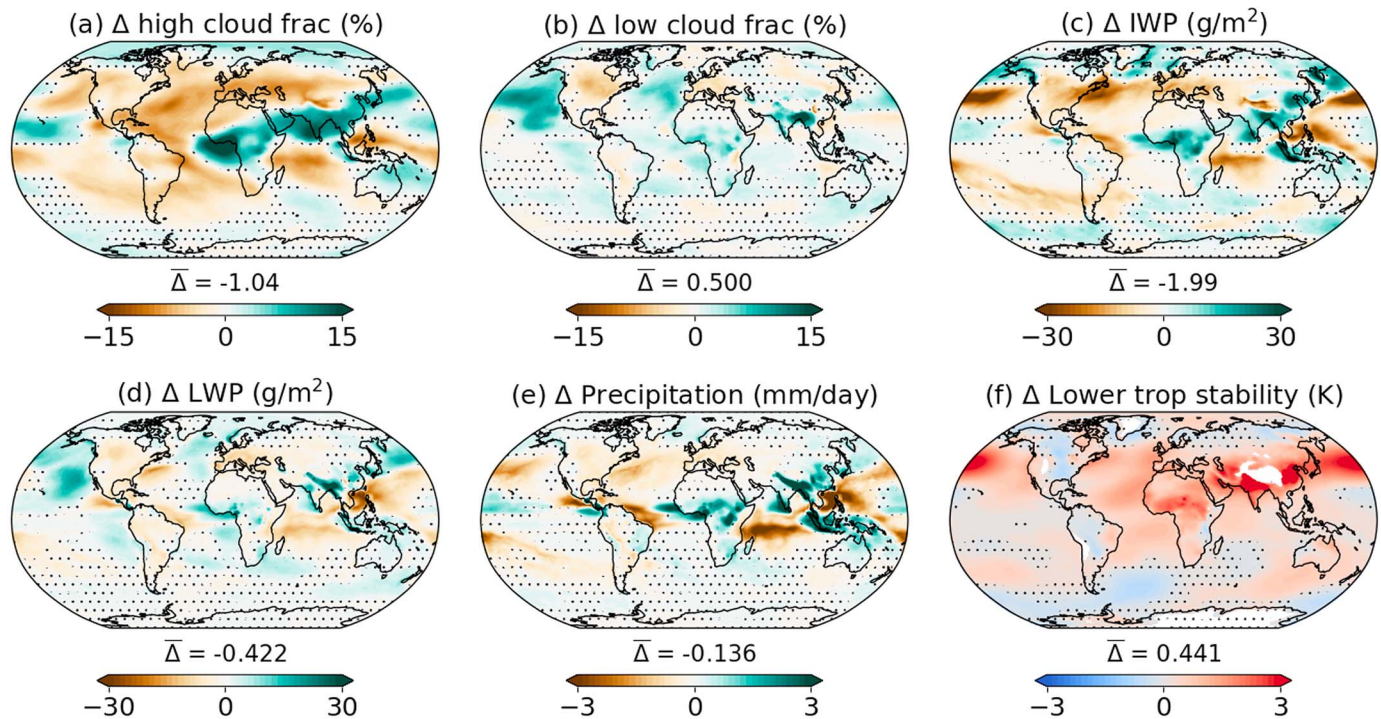 (a) Δ high cloud frac (%)
(b) Δ low cloud frac (%)
(c) Δ IWP (g/m²)
Δ̅ = -1.04
Δ̅ = 0.500
Δ̅ = -1.99
−15 0 15
−15 0 15
−30 0 30
(d) Δ LWP (g/m²)
(e) Δ Precipitation (mm/day)
(f) Δ Lower trop stability (K)
Δ̅ = -0.422
Δ̅ = -0.136
Δ̅ = 0.441
−30 0 30
−3 0 3
−3 0 3